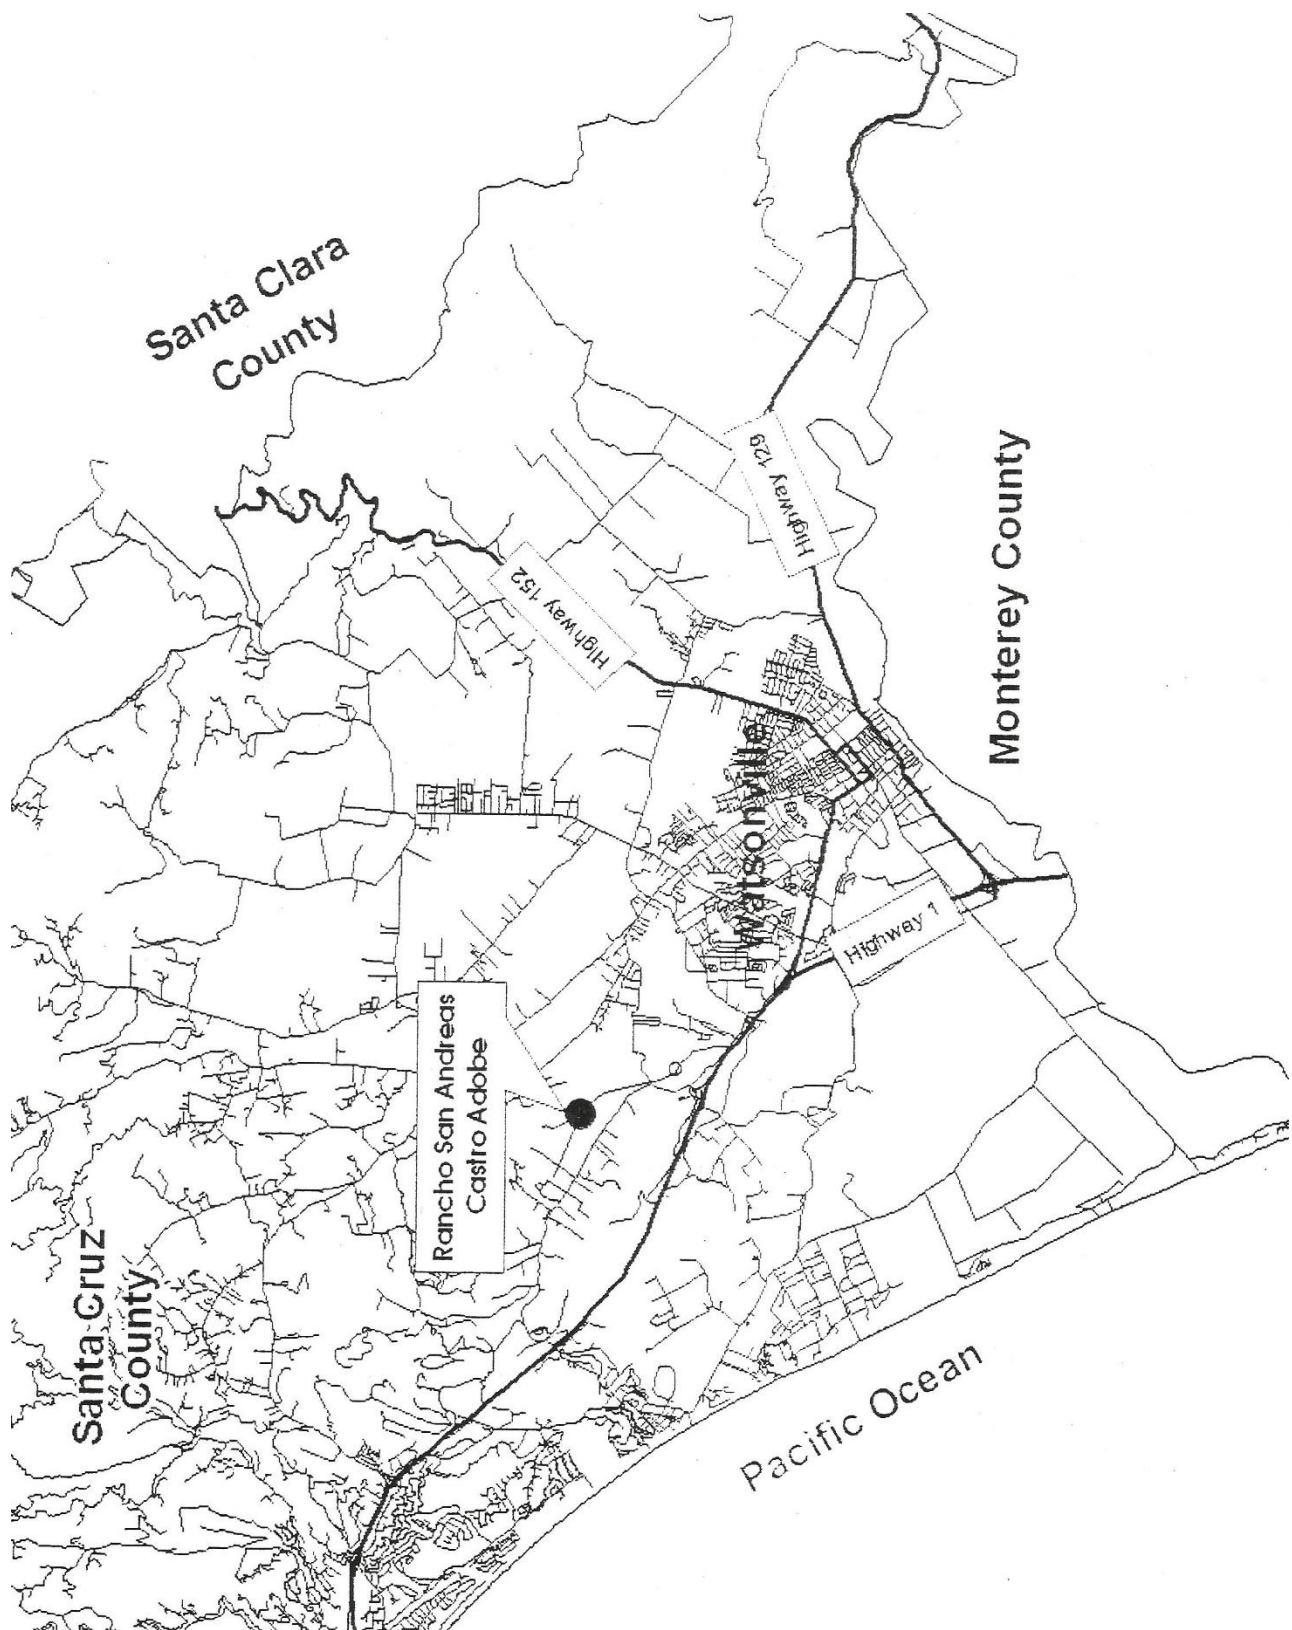 Santa Clara
County
Highway 129
Highway 152
Monterey County
Watsonville
Highway 1
Rancho San Andreas
Castro Adobe
Santa Cruz
County
Pacific Ocean